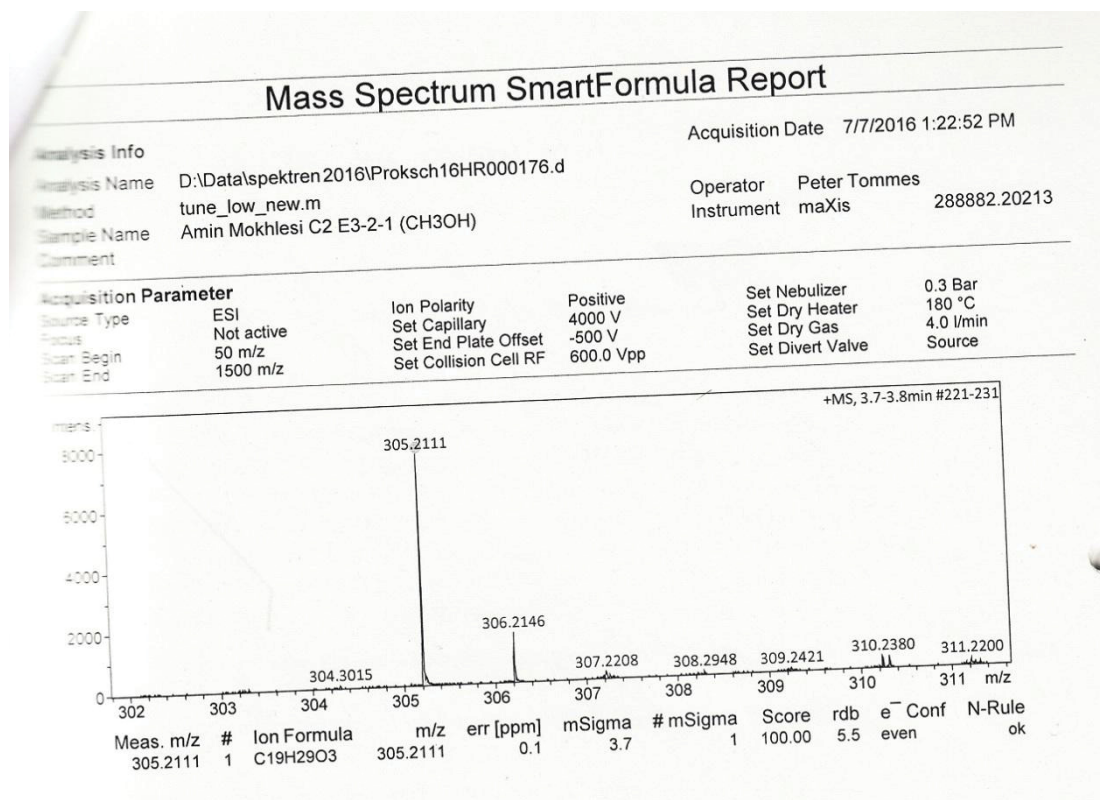 Mass Spectrum SmartFormula Report
Analysis Info
Acquisition Date 7/7/2016 1:22:52 PM
Analysis Name D:\Data\spektren 2016\Proksch16HR000176.d
Method tune_low_new.m
Operator Peter Tommes
Sample Name Amin Mokhlesi C2 E3-2-1 (CH3OH)
Instrument maXis 288882.20213
Comment
Acquisition Parameter
Source Type ESI Ion Polarity Positive Set Nebulizer 0.3 Bar
Focus Not active Set Capillary 4000 V Set Dry Heater 180 °C
Scan Begin 50 m/z Set End Plate Offset -500 V Set Dry Gas 4.0 l/min
Scan End 1500 m/z Set Collision Cell RF 600.0 Vpp Set Divert Valve Source
+MS, 3.7-3.8min #221-231
305.2111
8000
6000
4000
306.2146
2000
304.3015 307.2208 308.2948 309.2421 310.2380 311.2200
0
302 303 304 305 306 307 308 309 310 311 m/z
Meas. m/z # Ion Formula m/z err [ppm] mSigma # mSigma Score rdb e¯ Conf N-Rule
305.2111 1 C19H29O3 305.2111 0.1 3.7 1 100.00 5.5 even ok